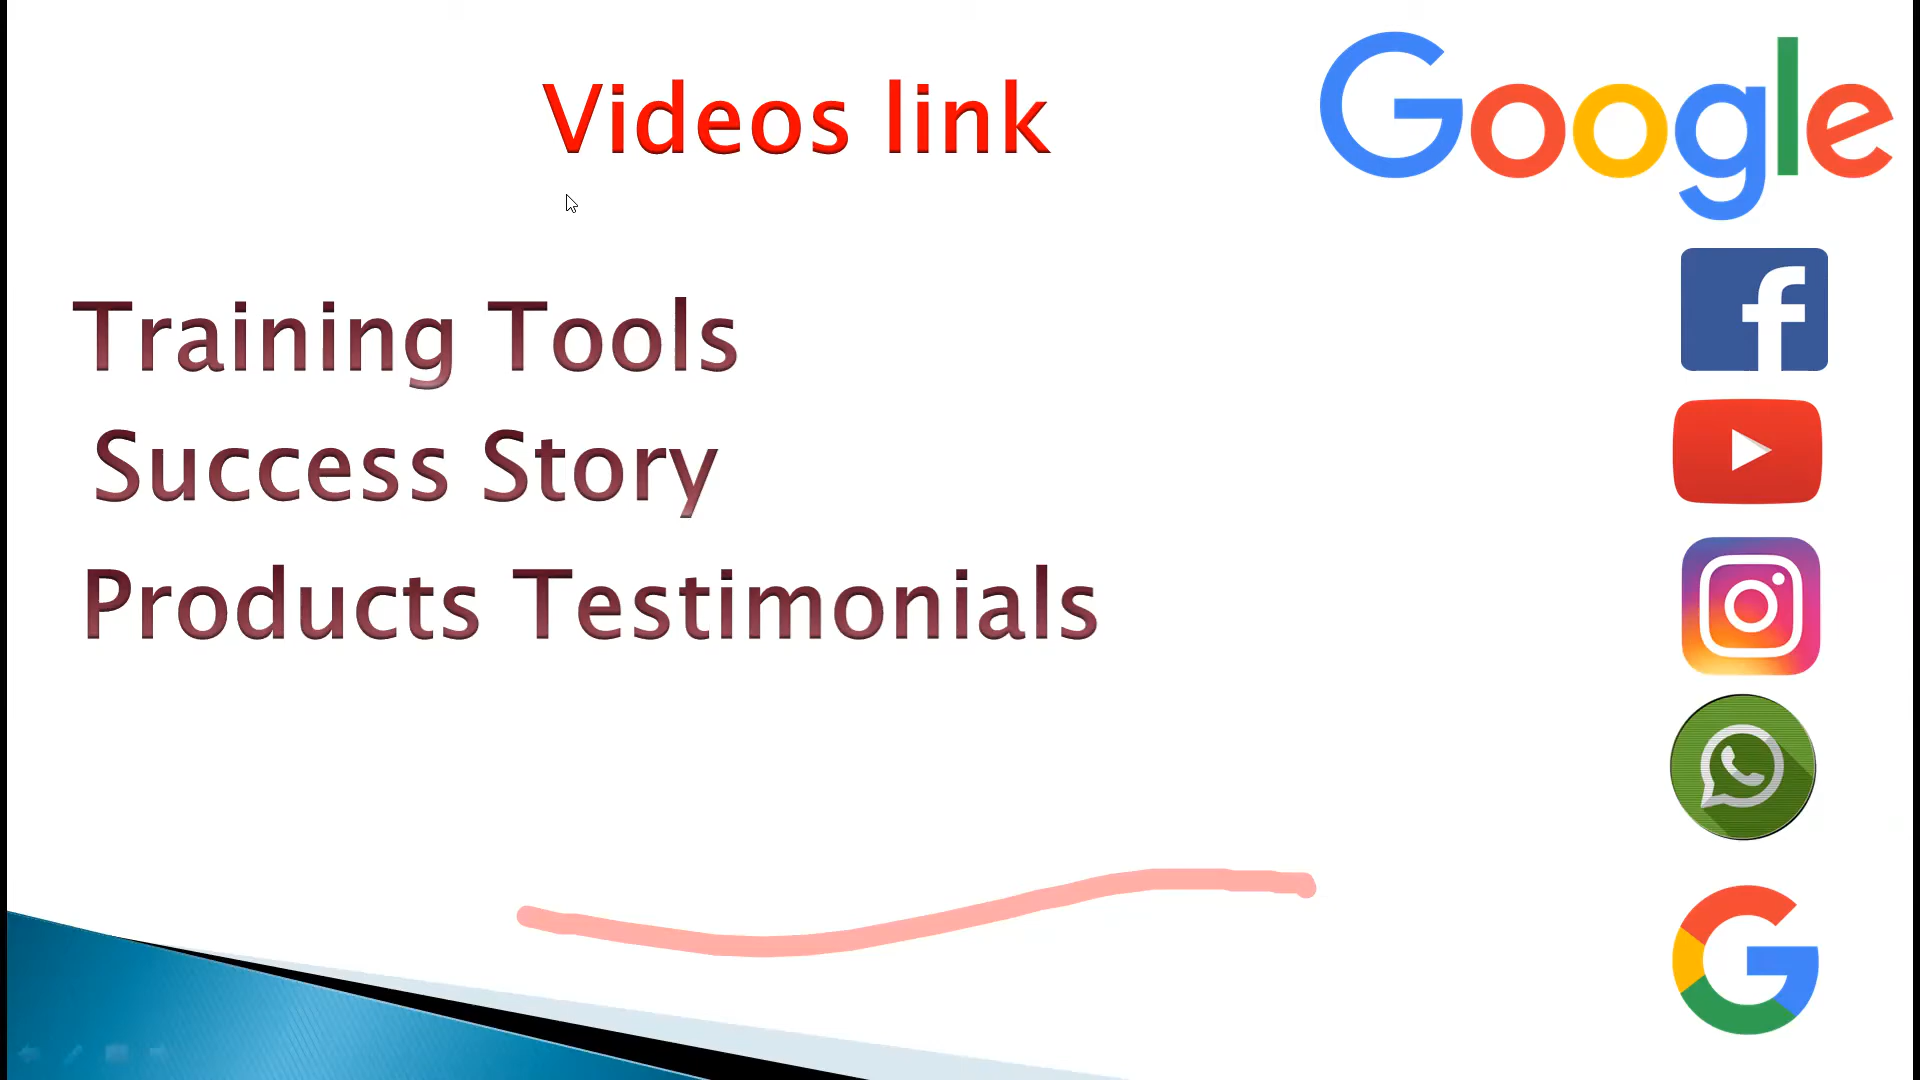 Videos link
Google
Training Tools
Success Story
Products Testimonials